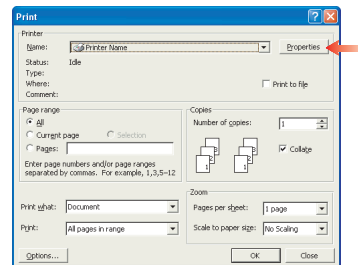 Print
Printer
Name: Printer Name Properties
Status: Idle
Type:
Where: Print to file
Comment:
Page range
All
Current page Selection
Pages:
Enter page numbers and/or page ranges
separated by commas. For example, 1,3,5–12
Copies
Number of copies: 1
Collate
Print what: Document
Print: All pages in range
Zoom
Pages per sheet: 1 page
Scale to paper size: No Scaling
Options... OK Close